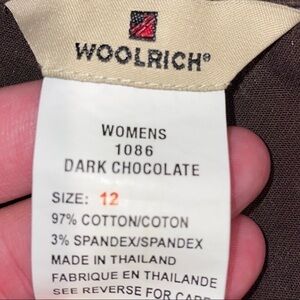 WOOLRICH®
WOMENS
1086
DARK CHOCOLATE
SIZE: 12
97% COTTON/COTON
3% SPANDEX/SPANDEX
MADE IN THAILAND
FABRIQUE EN THAILANDE
SEE REVERSE FOR CARE